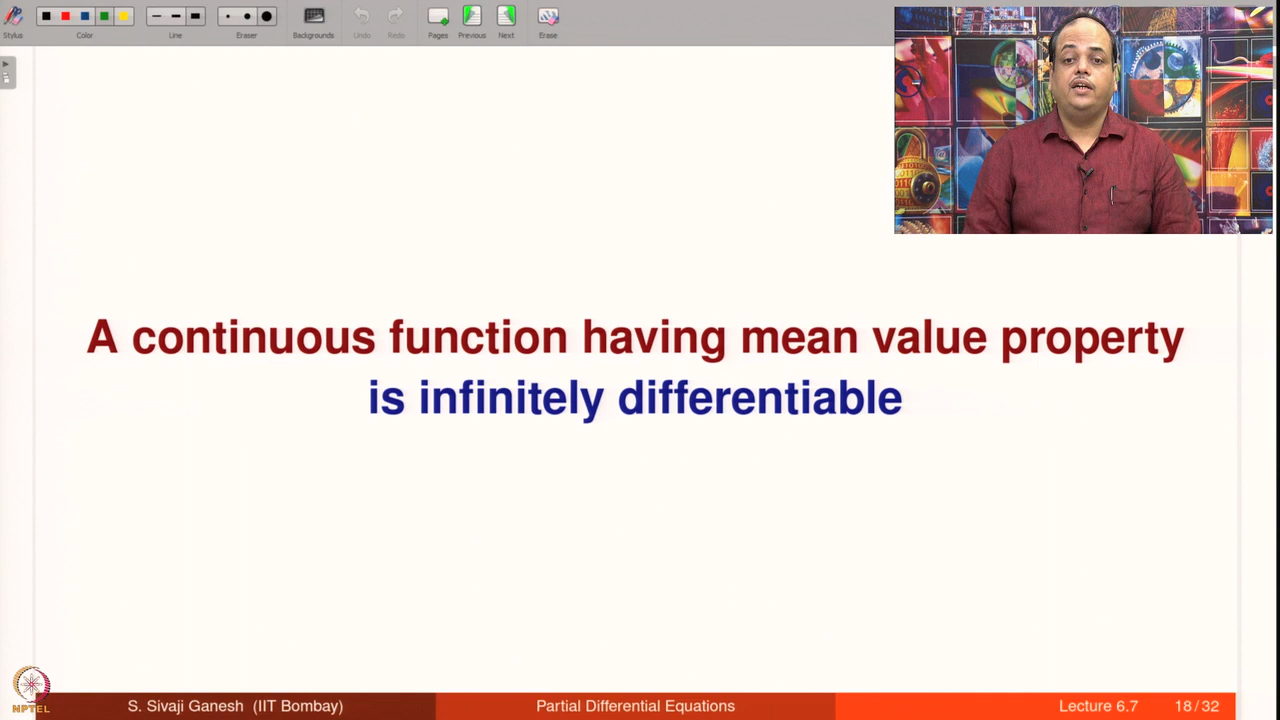 Stylus Color Line Eraser Backgrounds Undo Redo Pages Previous Next Erase
A continuous function having mean value property
is infinitely differentiable
NPTEL
S. Sivaji Ganesh (IIT Bombay) Partial Differential Equations Lecture 6.7 18/32